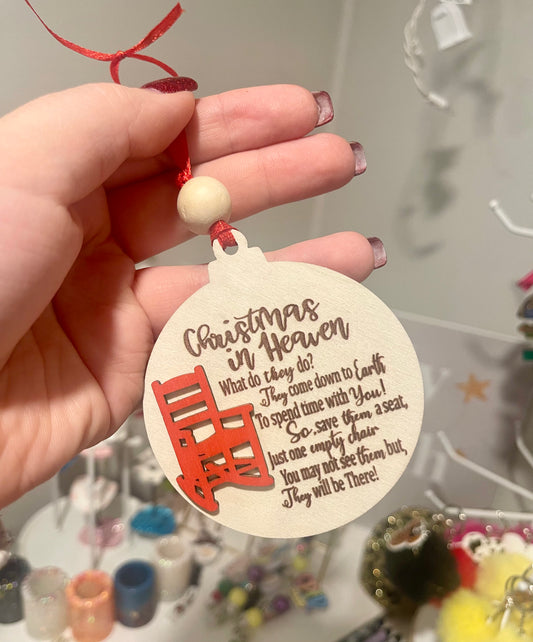 Christmas
in Heaven
What do they do?
They come down to Earth
To spend time with You!
So, save them a seat,
Just one empty chair
You may not see them but,
They will be There!